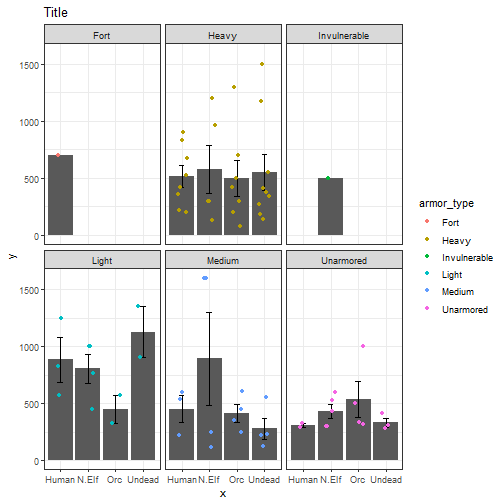 Title
Fort Heavy Invulnerable
1500
1000
500
0
Light Medium Unarmored
1500
1000
500
0
Human N.Elf Orc Undead Human N.Elf Orc Undead Human N.Elf Orc Undead
x
y
armor_type
Fort
Heavy
Invulnerable
Light
Medium
Unarmored